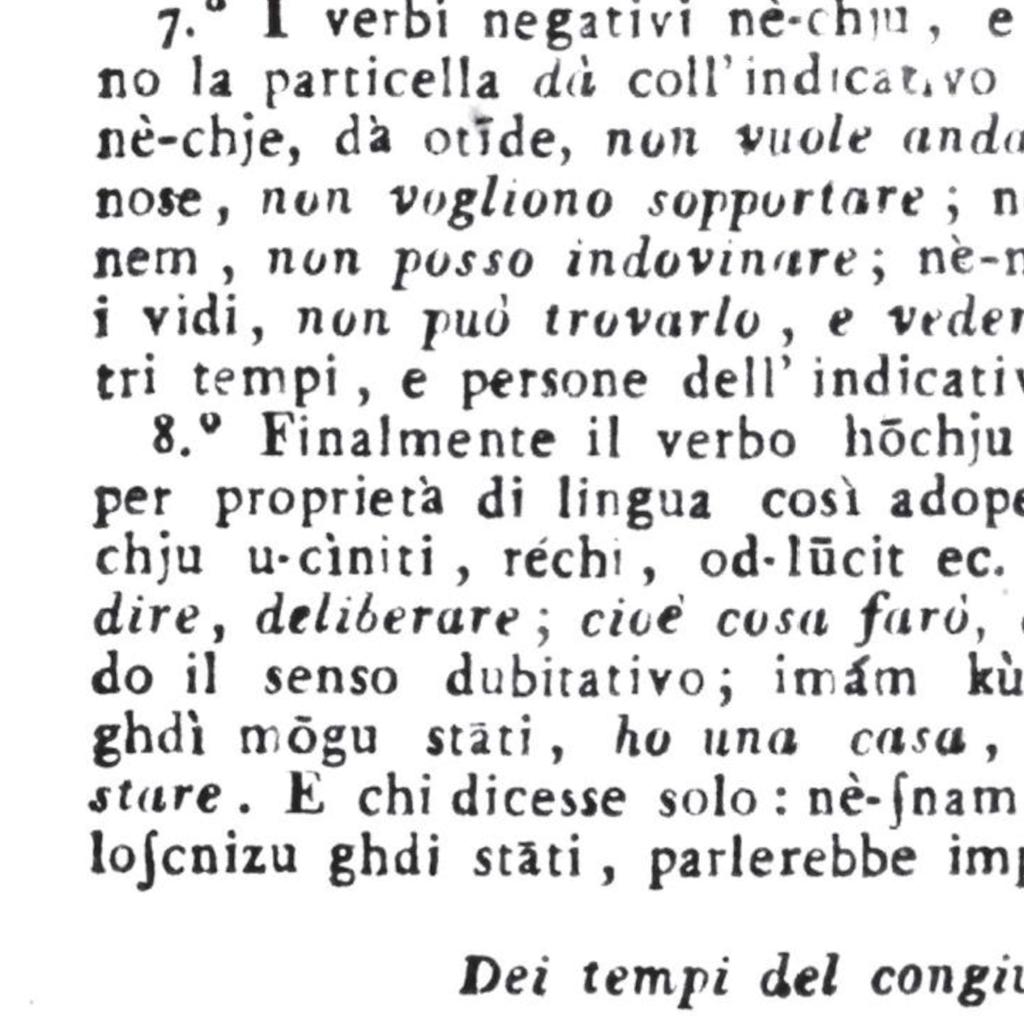 7.º I verbi negativi nè-chju, e
no la particella dà coll'indicativo
nè-chje, dà otīde, non vuole anda
nose, non vogliono sopportare; n
nem, non posso indovinare; nè-m
i vidi, non può trovarlo, e veder
tri tempi, e persone dell' indicativ
8.º Finalmente il verbo hōchju
per proprietà di lingua così adope
chju u-cìniti, réchi, od-lūcit ec.
dire, deliberare; cioè cosa farò,
do il senso dubitativo; imám kù
ghdì mōgu stāti, ho una casa,
stare. E chi dicesse solo: nè-ſnam
loſcnizu ghdi stāti, parlerebbe imp
Dei tempi del congiu